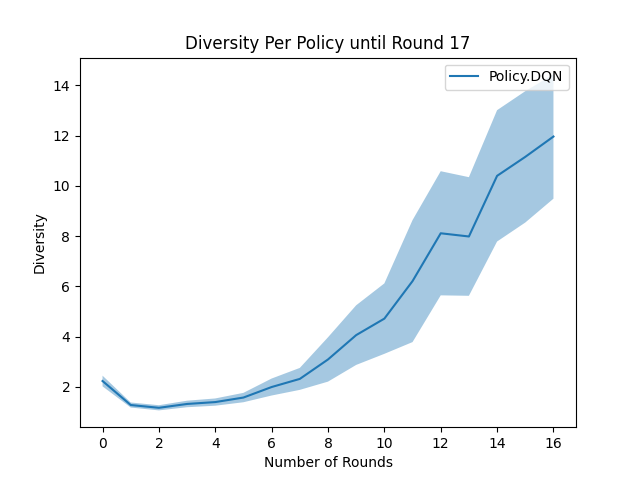 Diversity Per Policy until Round 17
Policy.DQN
14
12
10
8
6
4
2
Diversity
0 2 4 6 8 10 12 14 16
Number of Rounds